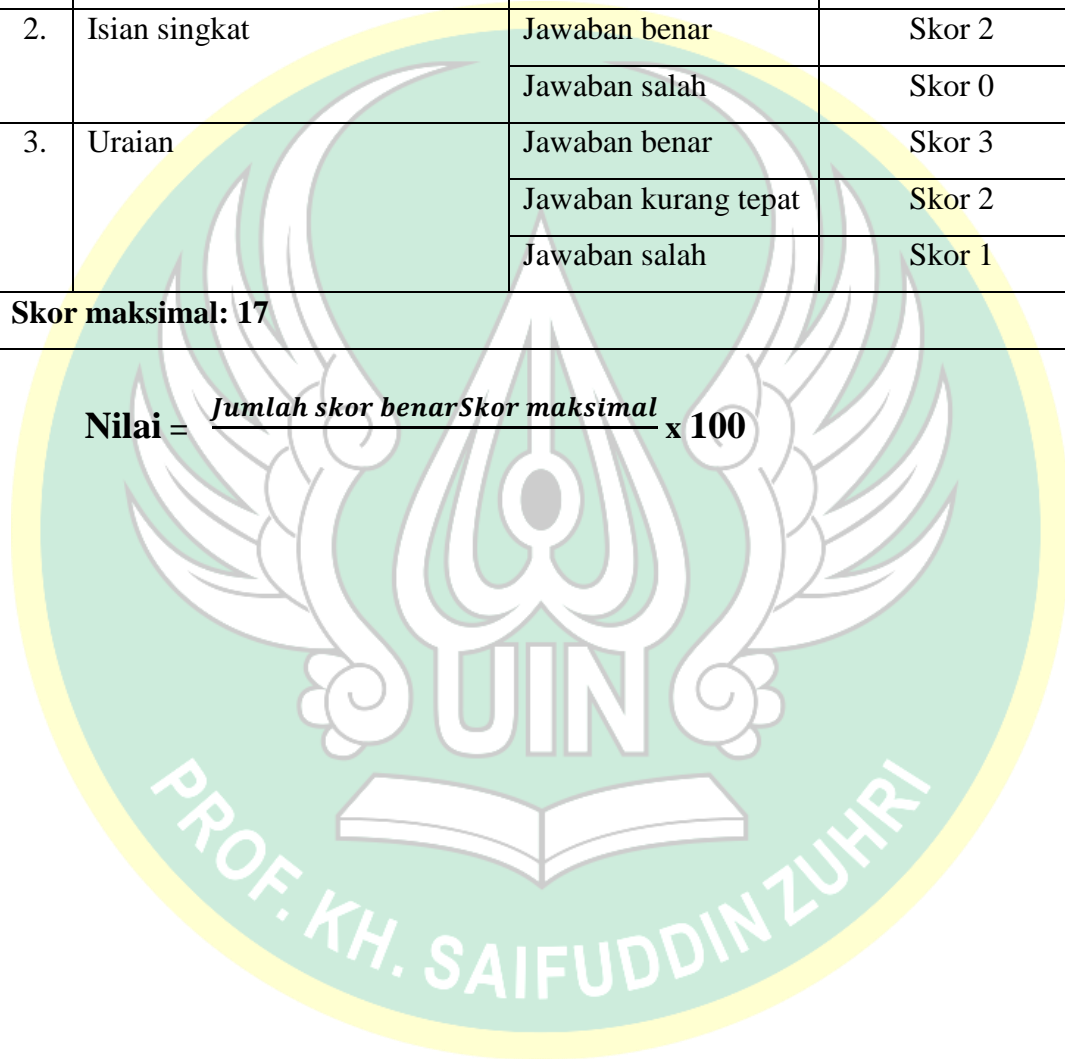 2. Isian singkat Jawaban benar Skor 2
Jawaban salah Skor 0
3. Uraian Jawaban benar Skor 3
Jawaban kurang tepat Skor 2
Jawaban salah Skor 1
Skor maksimal: 17
Nilai = Jumlah skor benarSkor maksimal x 100
UIN
PROF. KH. SAIFUDDIN ZUHRI